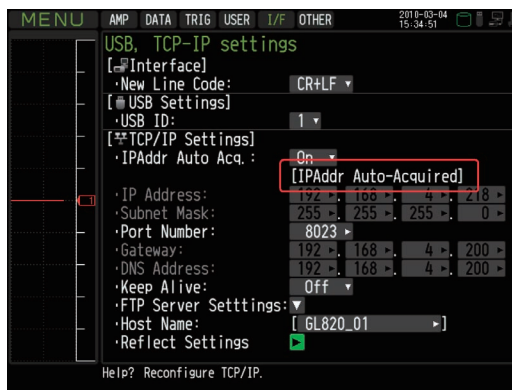 MENU AMP DATA TRIG USER I/F OTHER 2010-03-04
15:34:51
USB, TCP-IP settings
[Interface]
・New Line Code: CR+LF
[USB Settings]
・USB ID: 1
[TCP/IP Settings]
・IPAddr Auto Acq.: On
[IPAddr Auto-Acquired]
・IP Address: 192 . 168 . 4 . 218
・Subnet Mask: 255 . 255 . 255 . 0
・Port Number: 8023
・Gateway: 192 . 168 . 4 . 200
・DNS Address: 192 . 168 . 4 . 200
・Keep Alive: Off
・FTP Server Setttings:
・Host Name: [ GL820_01 ]
・Reflect Settings
1
Help? Reconfigure TCP/IP.